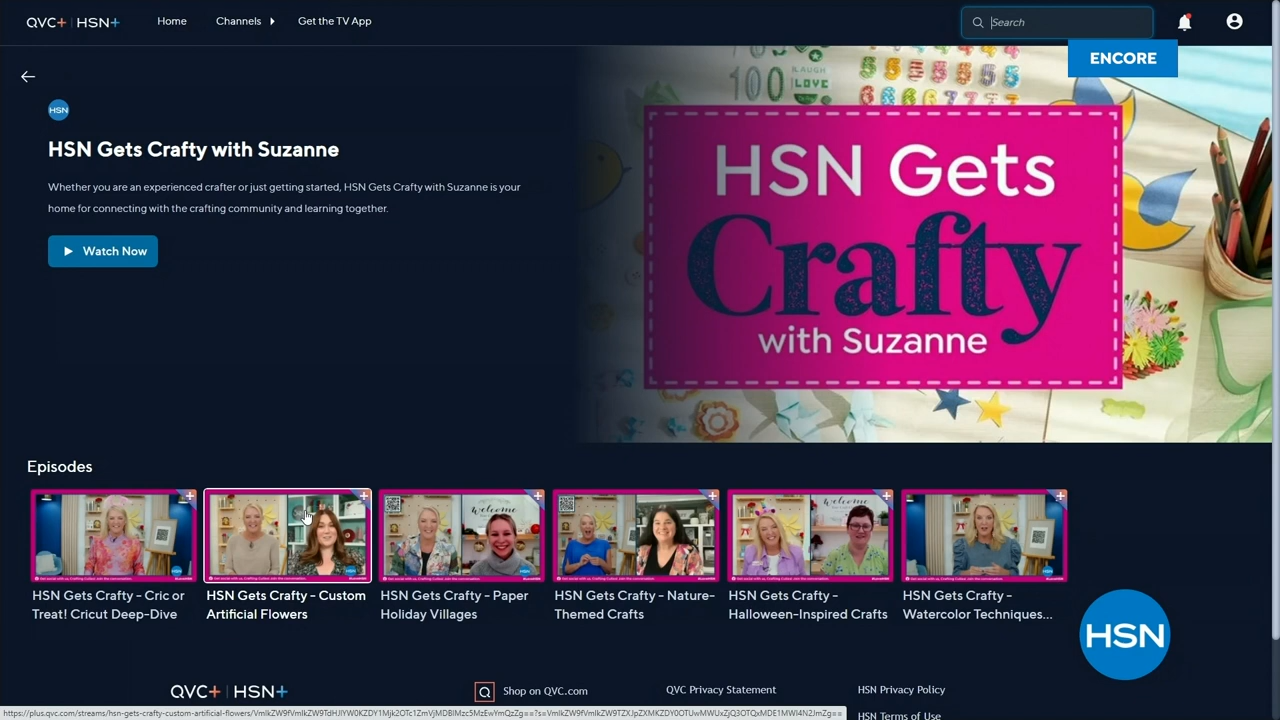 QVC+ | HSN+
Home
Channels
Get the TV App
Search
ENCORE
HSN
HSN Gets Crafty with Suzanne
Whether you are an experienced crafter or just getting started, HSN Gets Crafty with Suzanne is your
home for connecting with the crafting community and learning together.
Watch Now
100
LAUGH
LOVE
HSN Gets
Crafty
with Suzanne
Episodes
HSN Gets Crafty - Cric or
Treat! Cricut Deep-Dive
HSN Gets Crafty - Custom
Artificial Flowers
HSN Gets Crafty - Paper
Holiday Villages
HSN Gets Crafty - Nature-
Themed Crafts
HSN Gets Crafty -
Halloween-Inspired Crafts
HSN Gets Crafty -
Watercolor Techniques...
HSN
QVC+ | HSN+
Shop on QVC.com
QVC Privacy Statement
HSN Privacy Policy
HSN Terms of Use